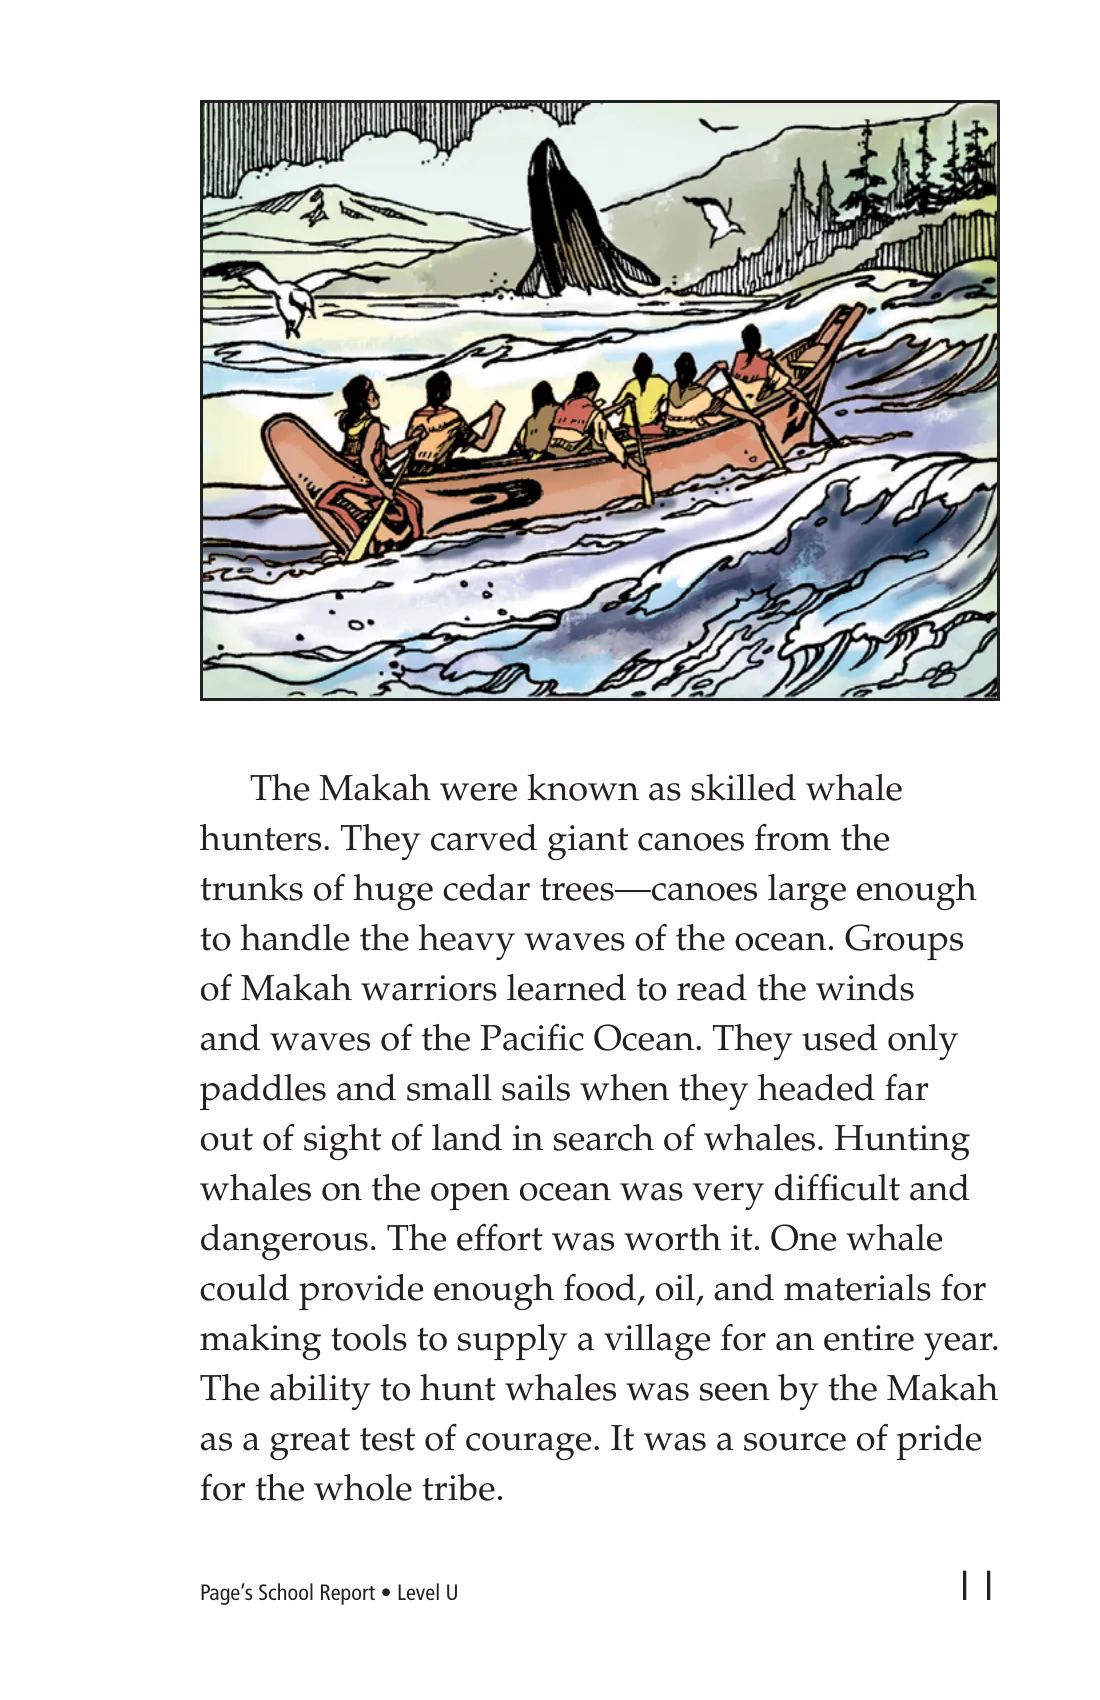 The Makah were known as skilled whale
hunters. They carved giant canoes from the
trunks of huge cedar trees—canoes large enough
to handle the heavy waves of the ocean. Groups
of Makah warriors learned to read the winds
and waves of the Pacific Ocean. They used only
paddles and small sails when they headed far
out of sight of land in search of whales. Hunting
whales on the open ocean was very difficult and
dangerous. The effort was worth it. One whale
could provide enough food, oil, and materials for
making tools to supply a village for an entire year.
The ability to hunt whales was seen by the Makah
as a great test of courage. It was a source of pride
for the whole tribe.
Page’s School Report • Level U
11